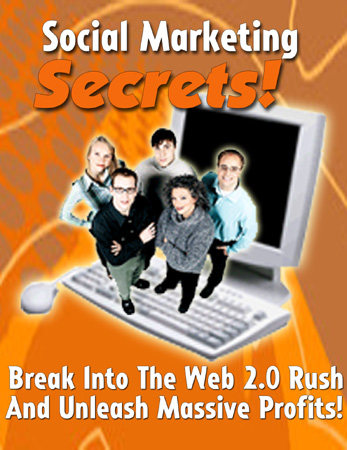 Social Marketing
Secrets!
Break Into The Web 2.0 Rush
And Unleash Massive Profits!